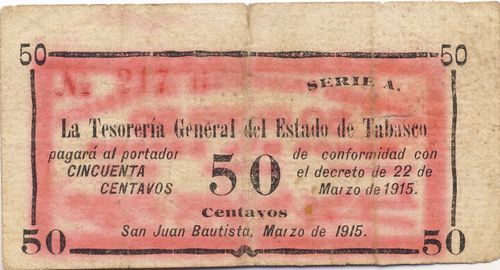 50 50
SERIE A.
La Tesorería General del Estado de Tabasco
pagará al portador
CINCUENTA
CENTAVOS
50
Centavos
de conformidad con
el decreto de 22 de
Marzo de 1915.
San Juan Bautista, Marzo de 1915.
50 50